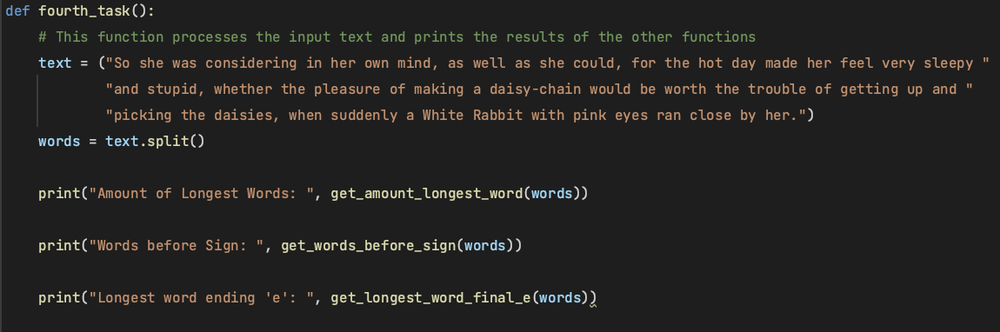 def fourth_task():
    # This function processes the input text and prints the results of the other functions
    text = ("So she was considering in her own mind, as well as she could, for the hot day made her feel very sleepy "
            "and stupid, whether the pleasure of making a daisy-chain would be worth the trouble of getting up and "
            "picking the daisies, when suddenly a White Rabbit with pink eyes ran close by her.")
    words = text.split()
    print("Amount of Longest Words: ", get_amount_longest_word(words))
    print("Words before Sign: ", get_words_before_sign(words))
    print("Longest word ending 'e': ", get_longest_word_final_e(words))